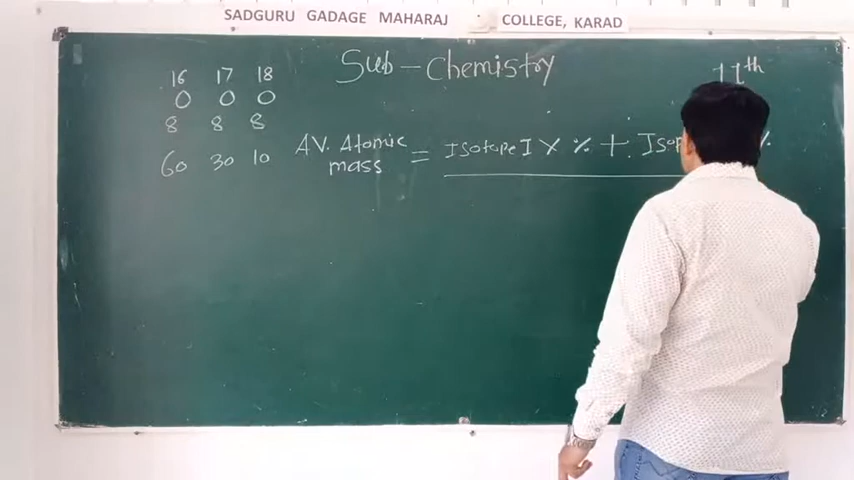 SADGURU GADAGE MAHARAJ COLLEGE, KARAD
Sub - Chemistry 11th
16 17 18
O O O
8 8 8
60 30 10
AV. Atomic mass = Isotope I × % + %